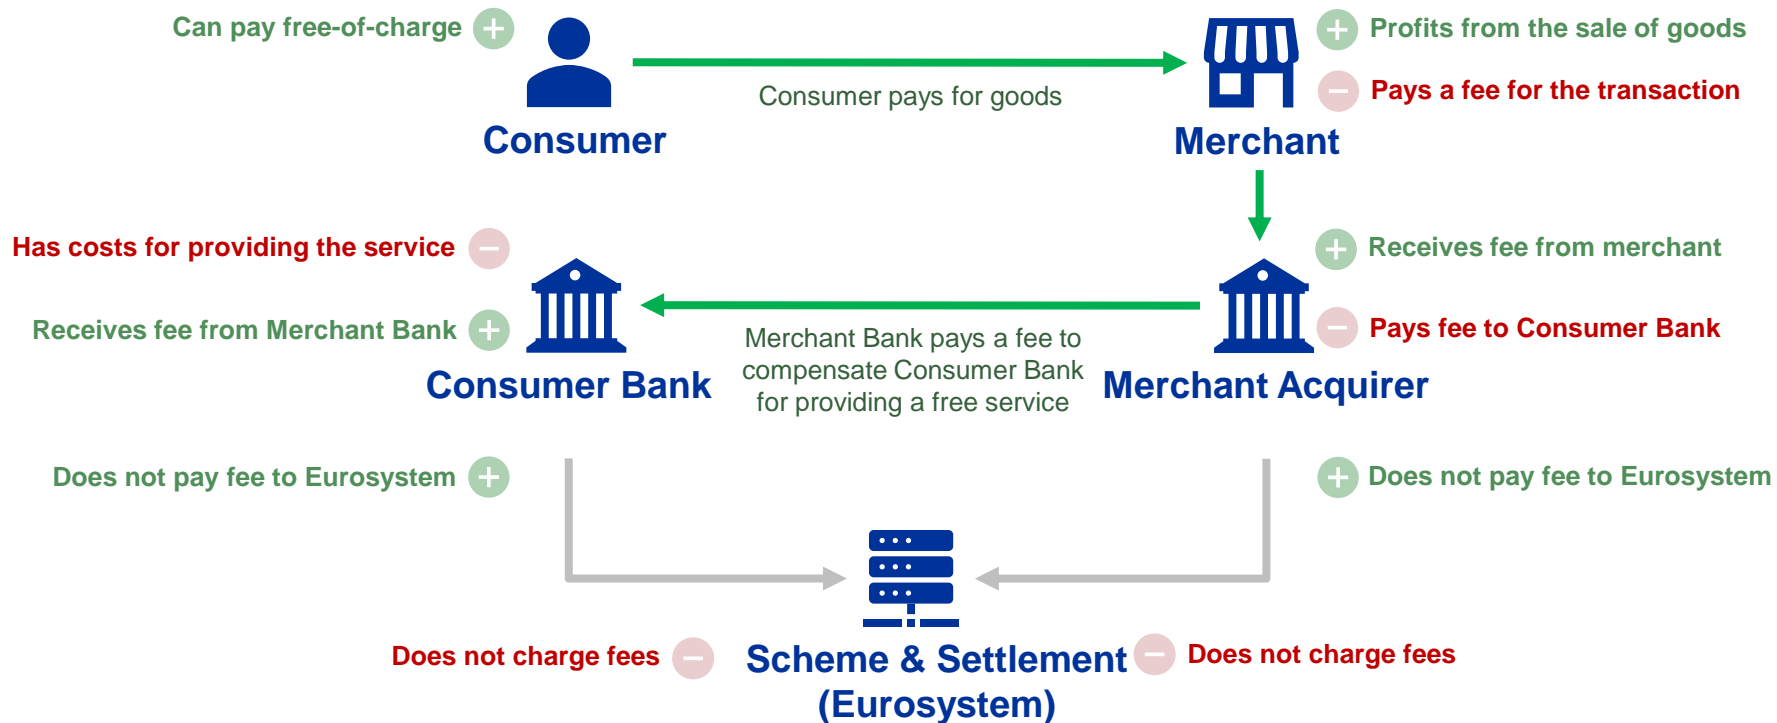 Can pay free-of-charge
Consumer
Consumer pays for goods
Profits from the sale of goods
Pays a fee for the transaction
Merchant
Has costs for providing the service
Receives fee from Merchant Bank
Consumer Bank
Merchant Bank pays a fee to
compensate Consumer Bank
for providing a free service
Receives fee from merchant
Pays fee to Consumer Bank
Merchant Acquirer
Does not pay fee to Eurosystem
Does not pay fee to Eurosystem
Does not charge fees
Scheme & Settlement
(Eurosystem)
Does not charge fees